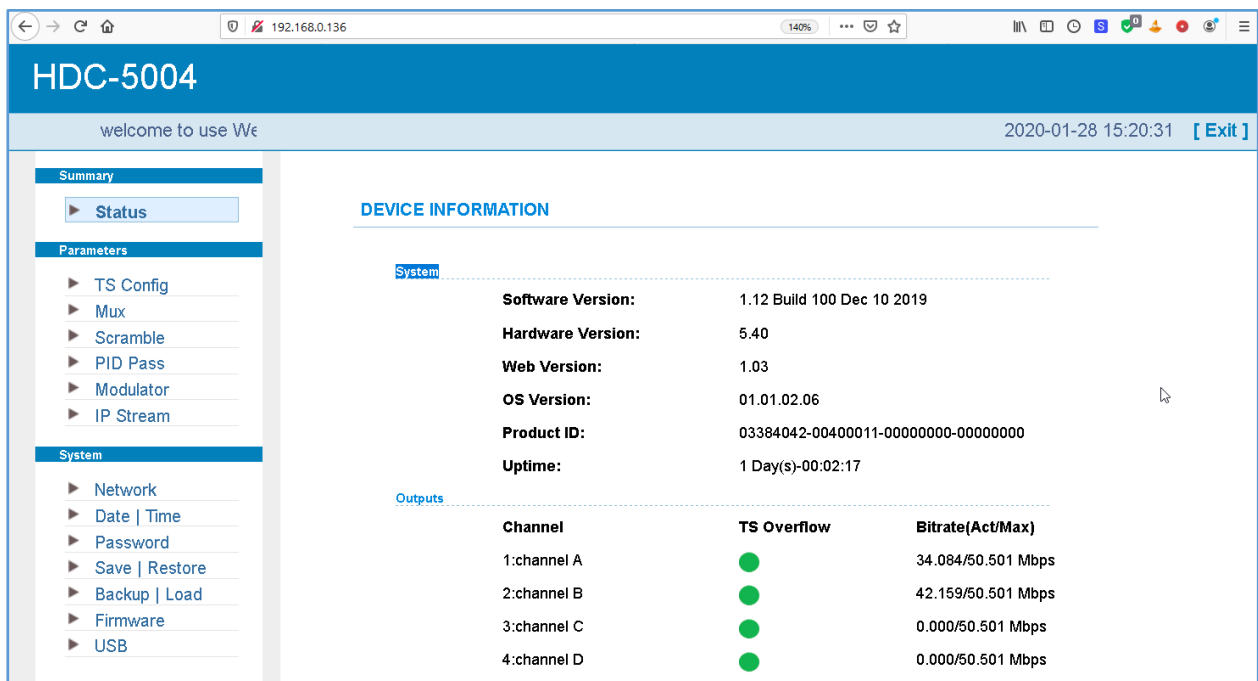 192.168.0.136
140%
S
0
HDC-5004
welcome to use We
2020-01-28 15:20:31 [ Exit ]
Summary
Status
Parameters
TS Config
Mux
Scramble
PID Pass
Modulator
IP Stream
System
Network
Date | Time
Password
Save | Restore
Backup | Load
Firmware
USB
DEVICE INFORMATION
System
Software Version: 1.12 Build 100 Dec 10 2019
Hardware Version: 5.40
Web Version: 1.03
OS Version: 01.01.02.06
Product ID: 03384042-00400011-00000000-00000000
Uptime: 1 Day(s)-00:02:17
Outputs
Channel TS Overflow Bitrate(Act/Max)
1:channel A 34.084/50.501 Mbps
2:channel B 42.159/50.501 Mbps
3:channel C 0.000/50.501 Mbps
4:channel D 0.000/50.501 Mbps